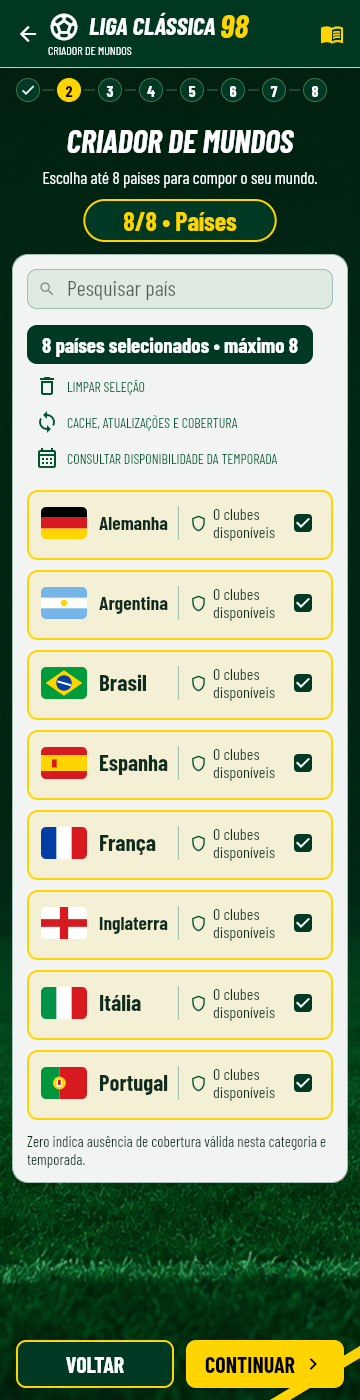 LIGA CLÁSSICA 98
CRIADOR DE MUNDOS
2 3 4 5 6 7 8
CRIADOR DE MUNDOS
Escolha até 8 países para compor o seu mundo.
8/8 • Países
Pesquisar país
8 países selecionados • máximo 8
LIMPAR SELEÇÃO
CACHE, ATUALIZAÇÕES E COBERTURA
CONSULTAR DISPONIBILIDADE DA TEMPORADA
Alemanha
0 clubes
disponíveis
Argentina
0 clubes
disponíveis
Brasil
0 clubes
disponíveis
Espanha
0 clubes
disponíveis
França
0 clubes
disponíveis
Inglaterra
0 clubes
disponíveis
Itália
0 clubes
disponíveis
Portugal
0 clubes
disponíveis
Zero indica ausência de cobertura válida nesta categoria e
temporada.
VOLTAR
CONTINUAR